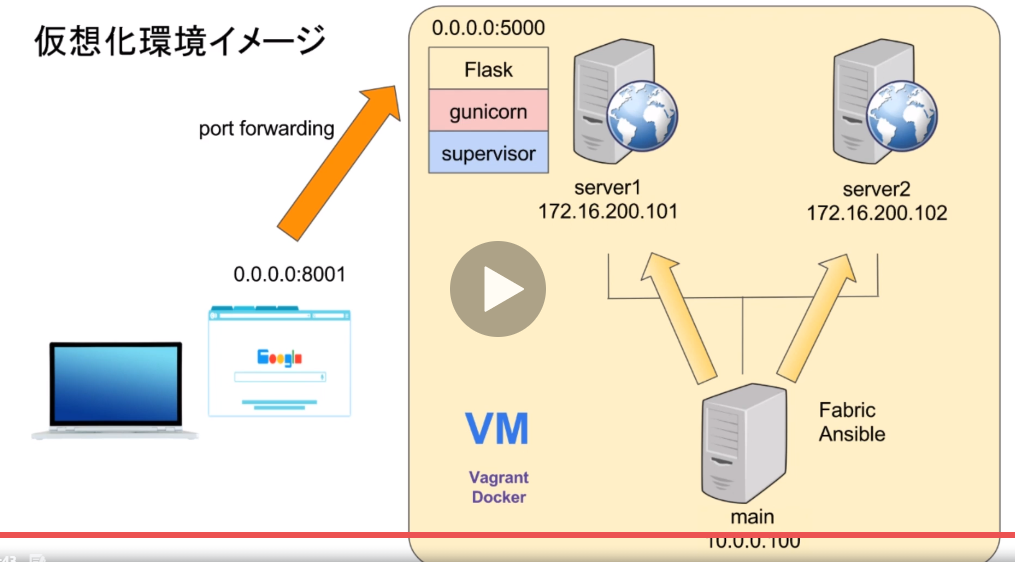 仮想化環境イメージ
port forwarding
0.0.0.0:8001
Google
0.0.0.0:5000
Flask
gunicorn
supervisor
server1
172.16.200.101
server2
172.16.200.102
VM
Vagrant
Docker
Fabric
Ansible
main
10.0.0.100